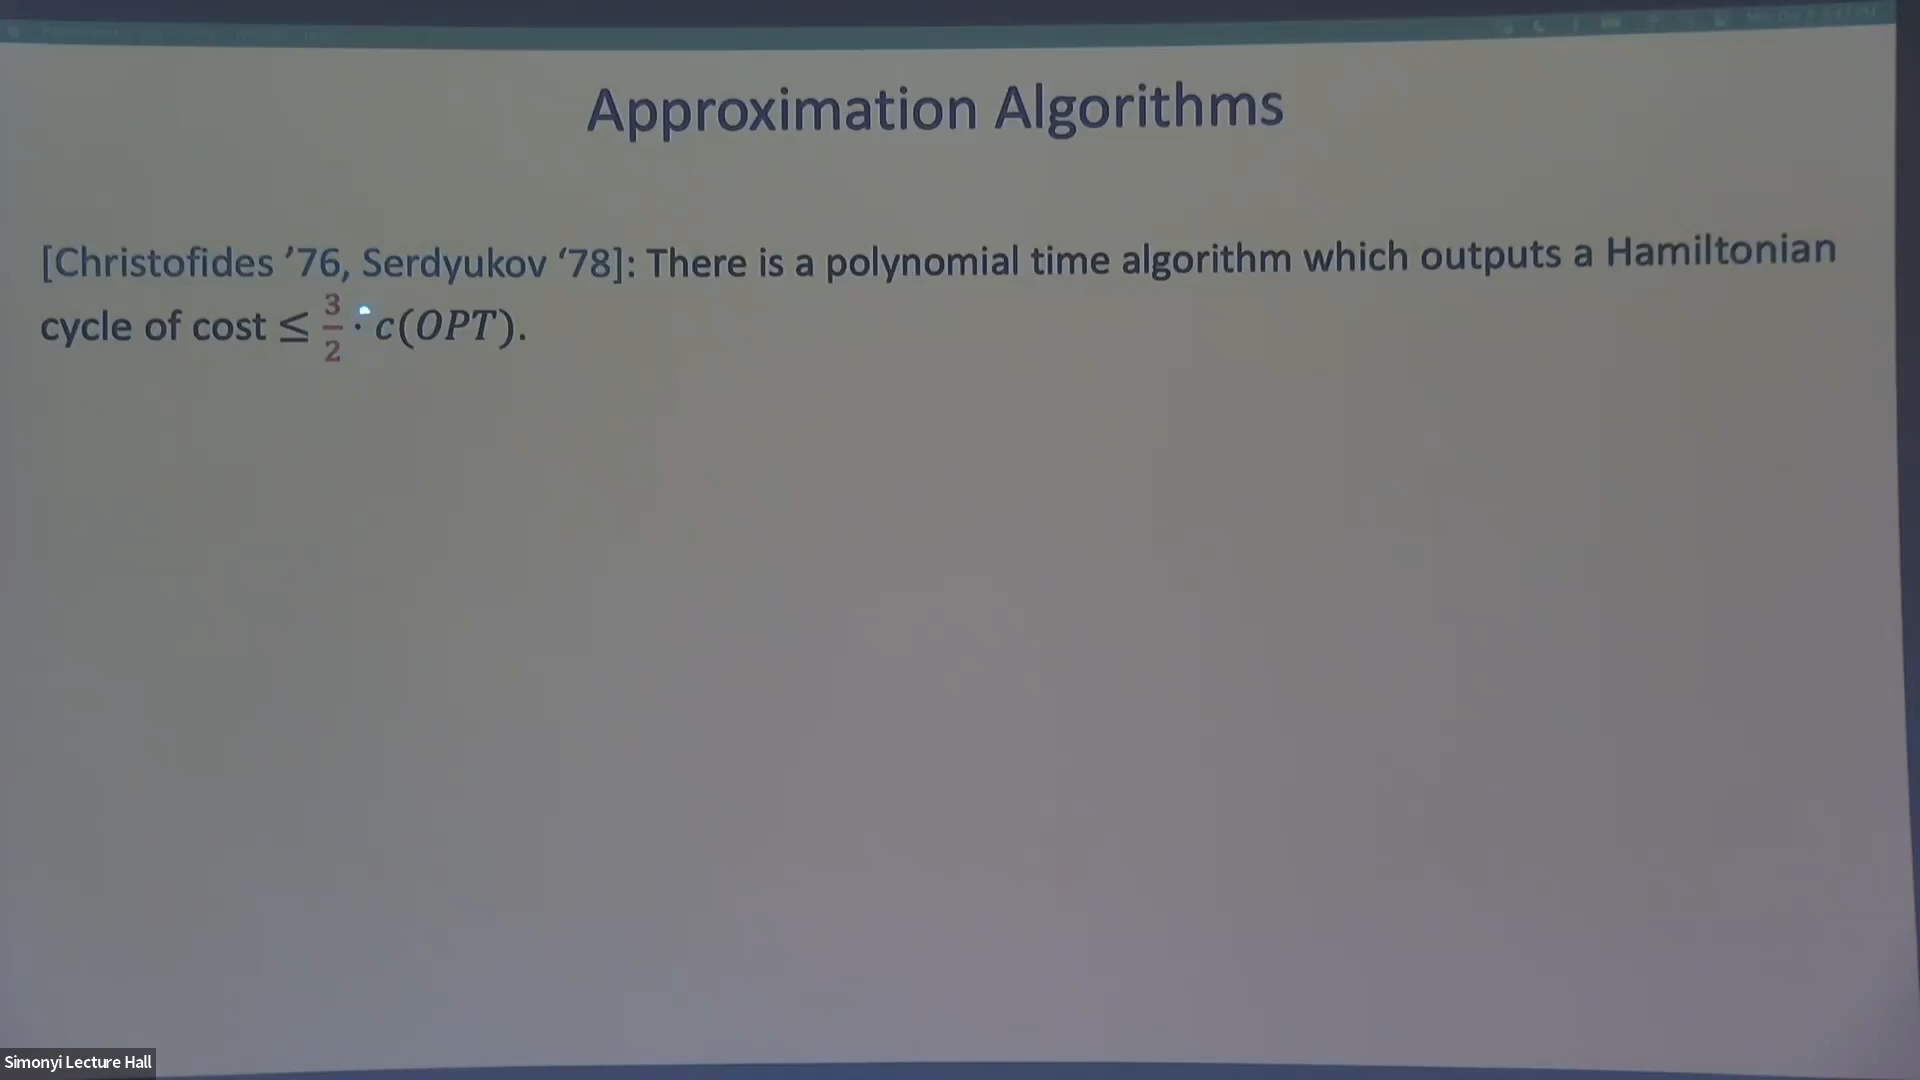 Approximation Algorithms
[Christofides ’76, Serdyukov ‘78]: There is a polynomial time algorithm which outputs a Hamiltonian
cycle of cost ≤ 3/2 · c(OPT).
Simonyi Lecture Hall